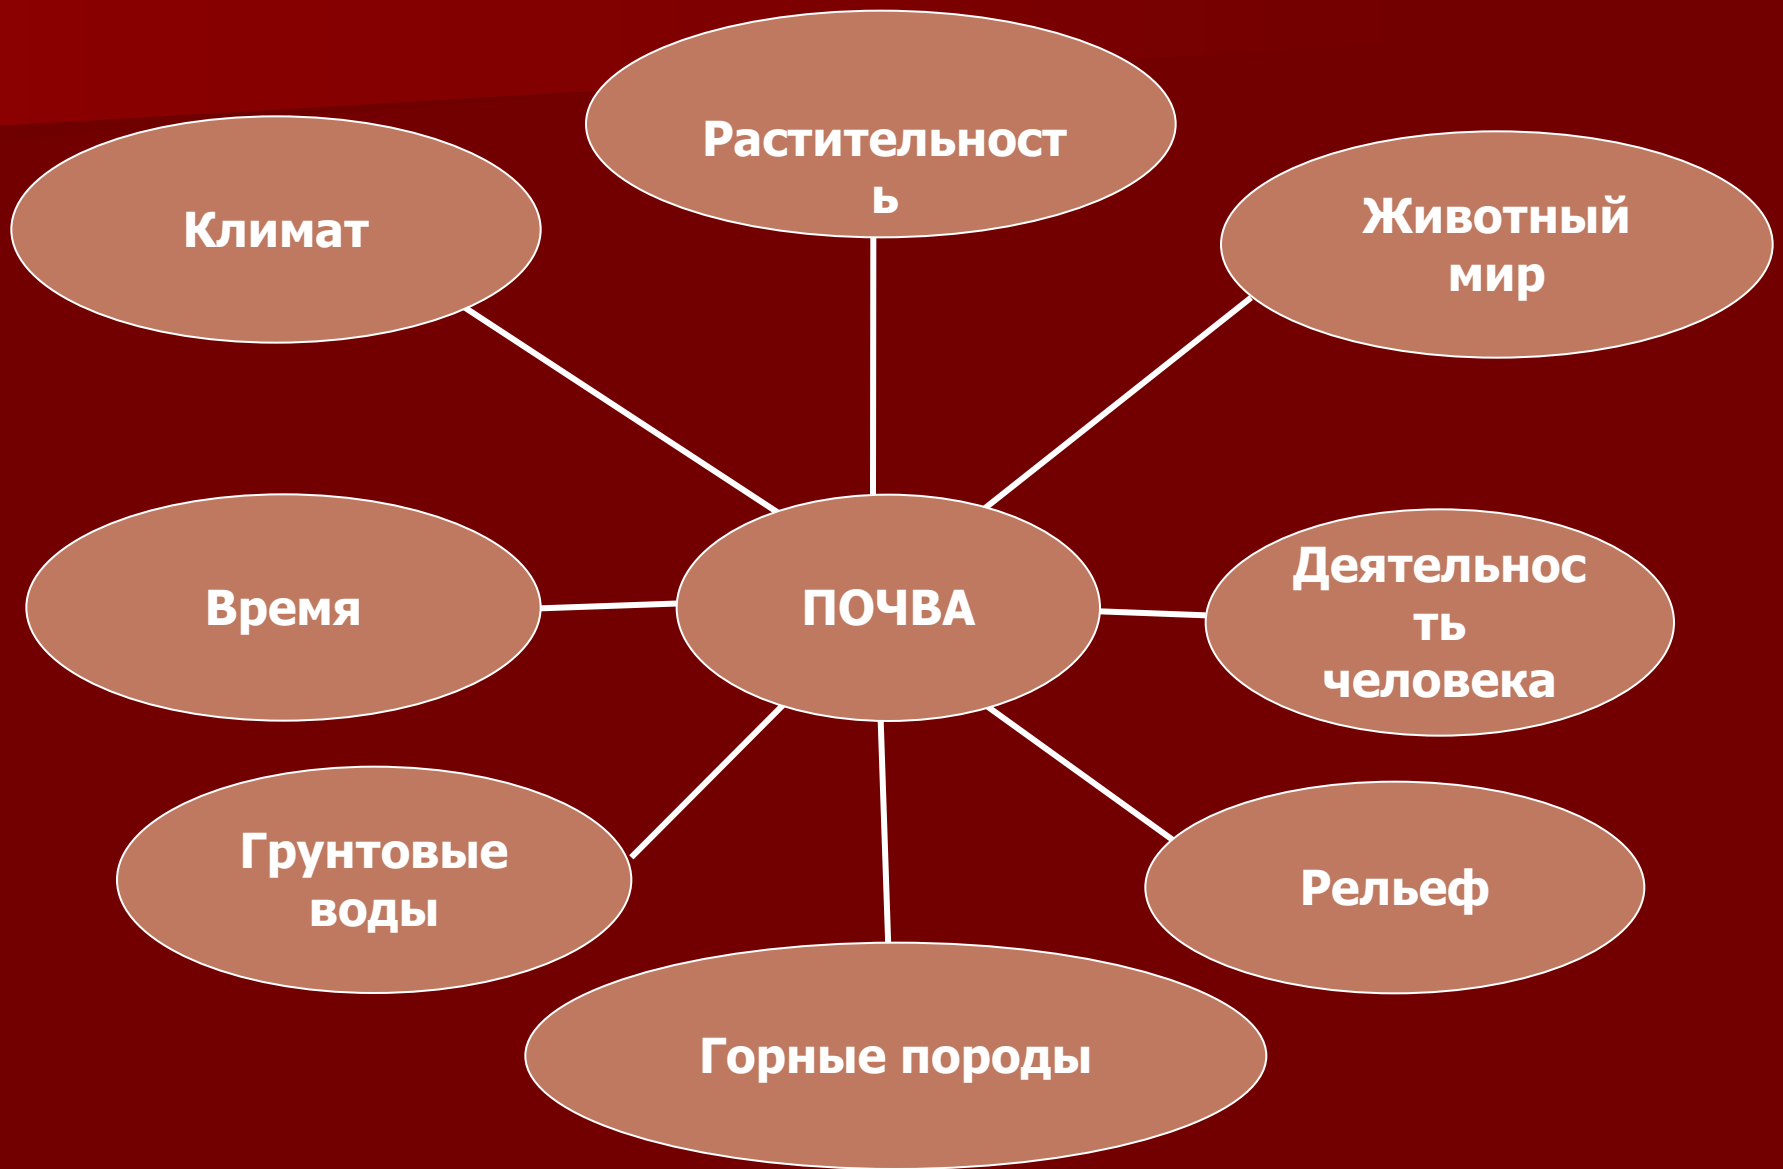 Растительност
ь
Климат
Животный
мир
Время
ПОЧВА
Деятельнос
ть
человека
Грунтовые
воды
Рельеф
Горные породы